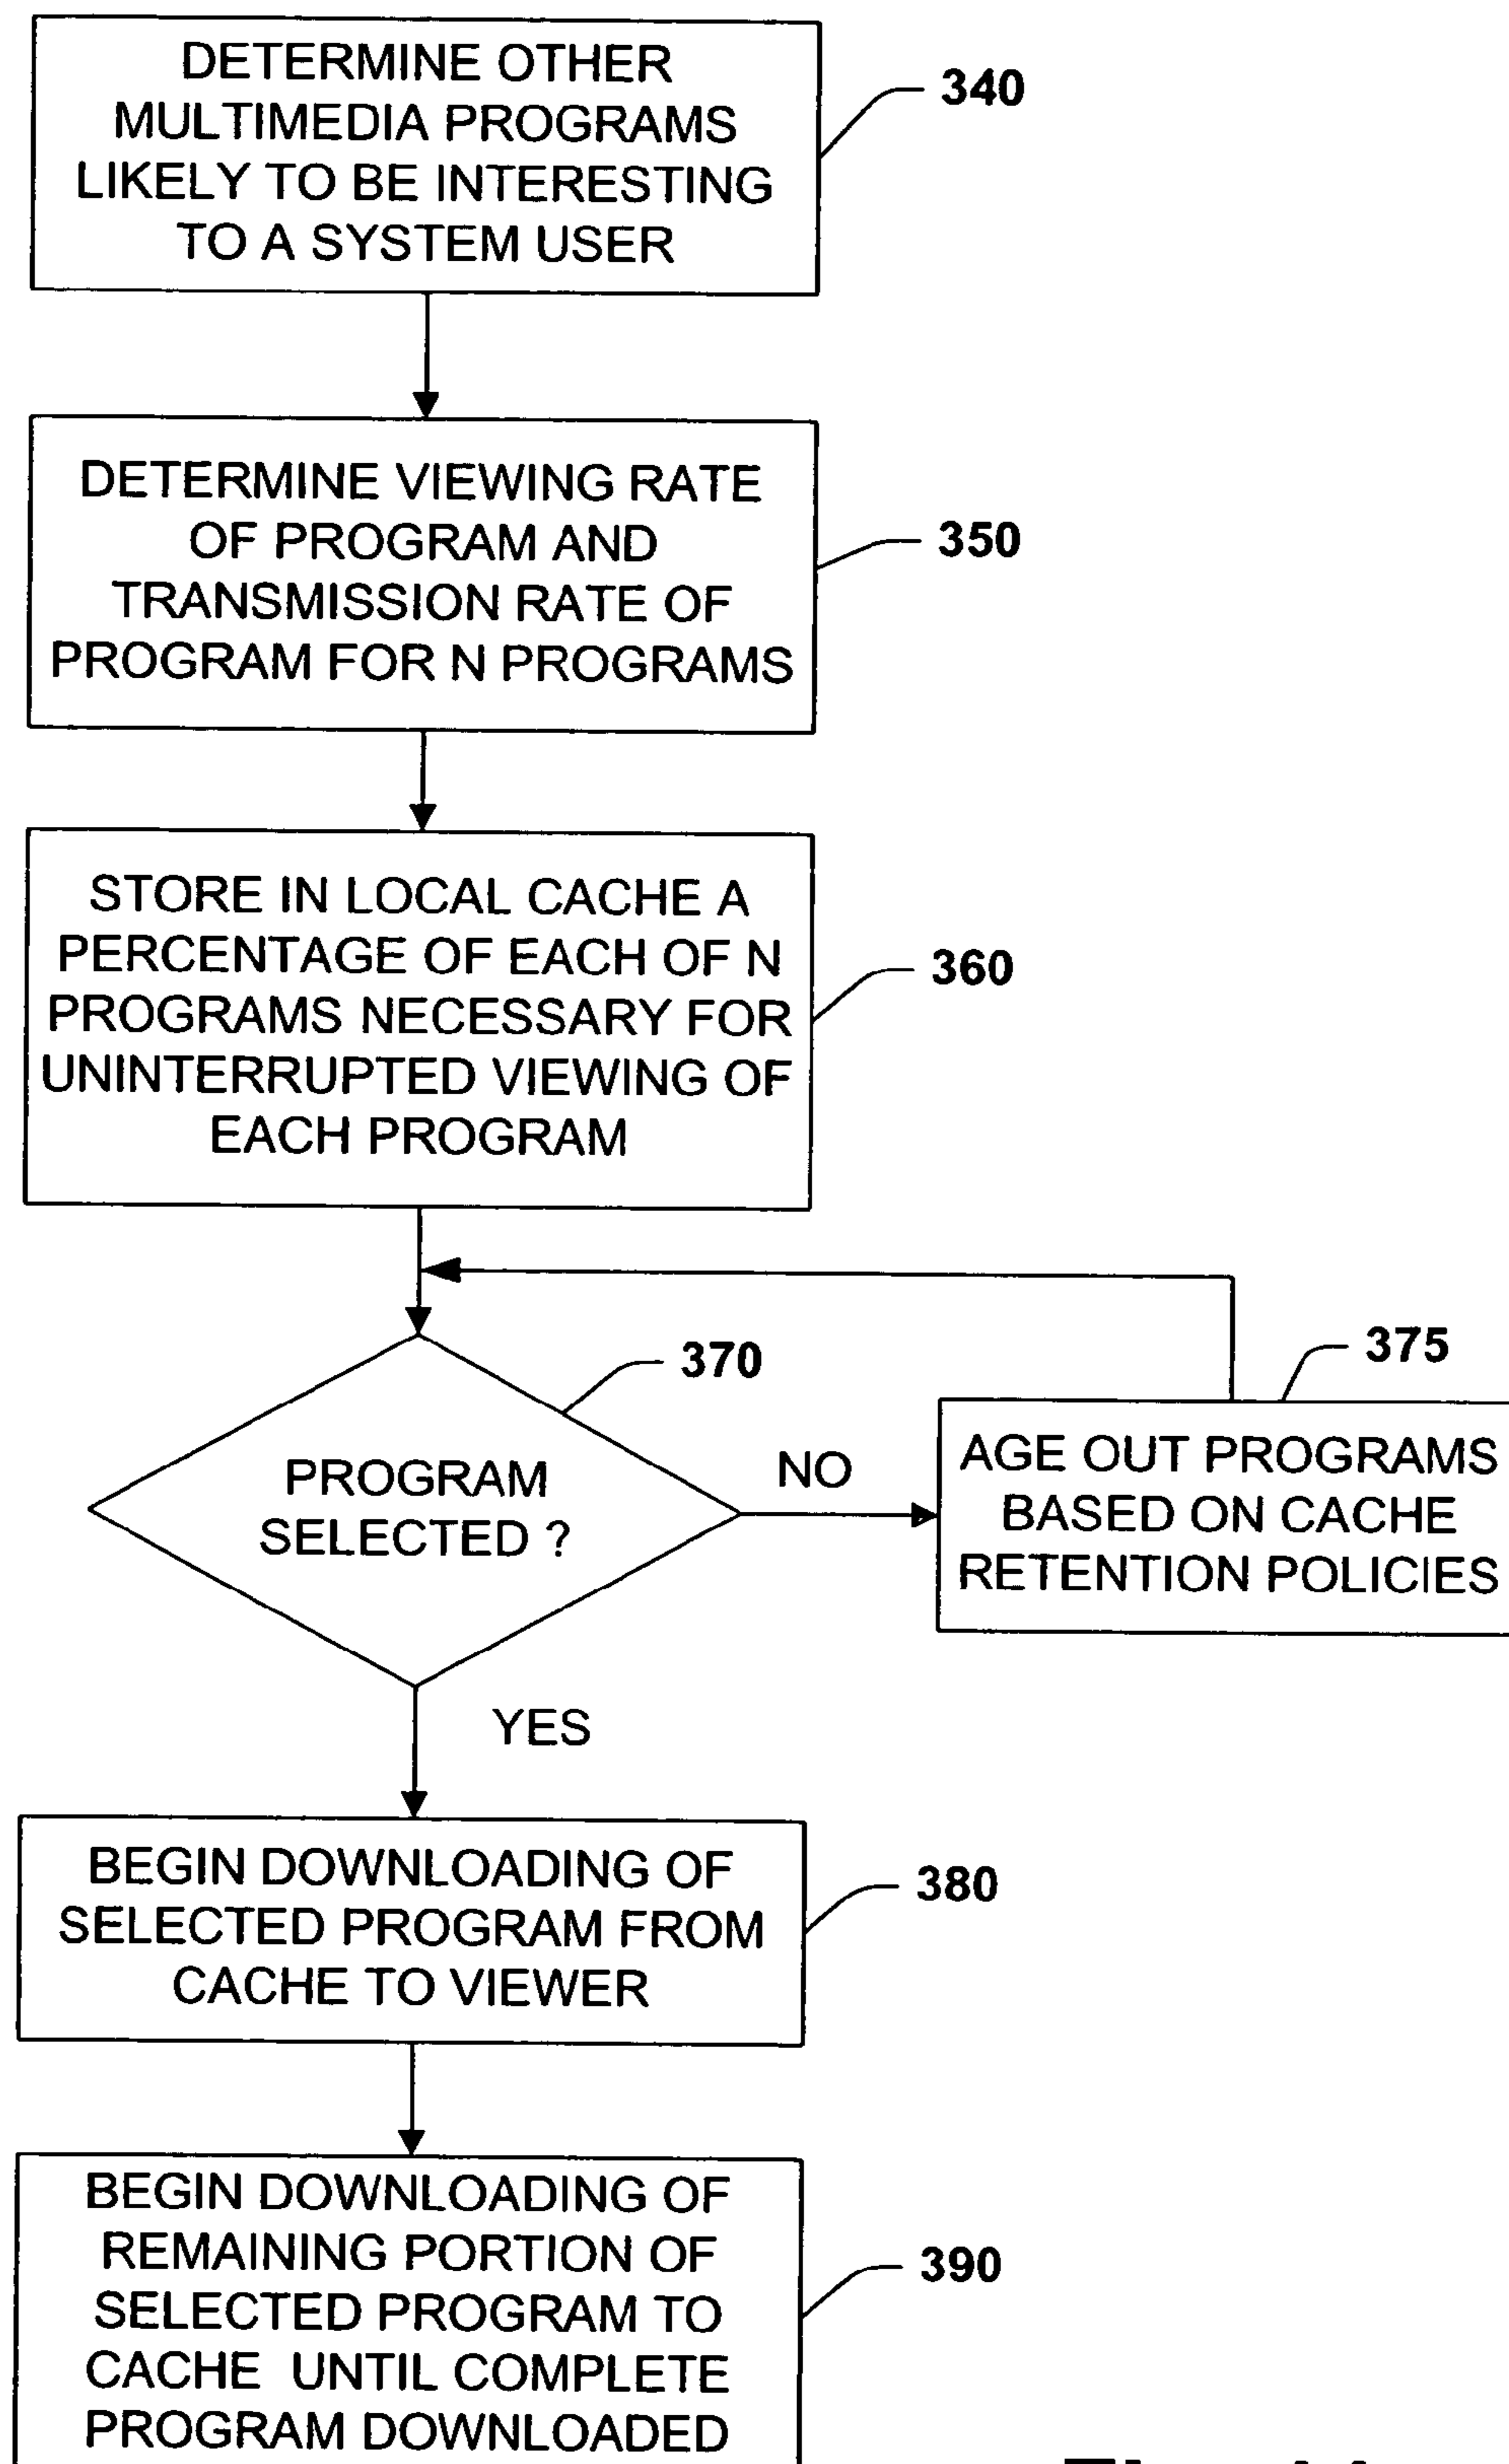 DETERMINE OTHER
MULTIMEDIA PROGRAMS
LIKELY TO BE INTERESTING
TO A SYSTEM USER
340
DETERMINE VIEWING RATE
OF PROGRAM AND
TRANSMISSION RATE OF
PROGRAM FOR N PROGRAMS
350
STORE IN LOCAL CACHE A
PERCENTAGE OF EACH OF N
PROGRAMS NECESSARY FOR
UNINTERRUPTED VIEWING OF
EACH PROGRAM
360
370
PROGRAM
SELECTED ?
NO
375
AGE OUT PROGRAMS
BASED ON CACHE
RETENTION POLICIES
YES
BEGIN DOWNLOADING OF
SELECTED PROGRAM FROM
CACHE TO VIEWER
380
BEGIN DOWNLOADING OF
REMAINING PORTION OF
SELECTED PROGRAM TO
CACHE UNTIL COMPLETE
PROGRAM DOWNLOADED
390